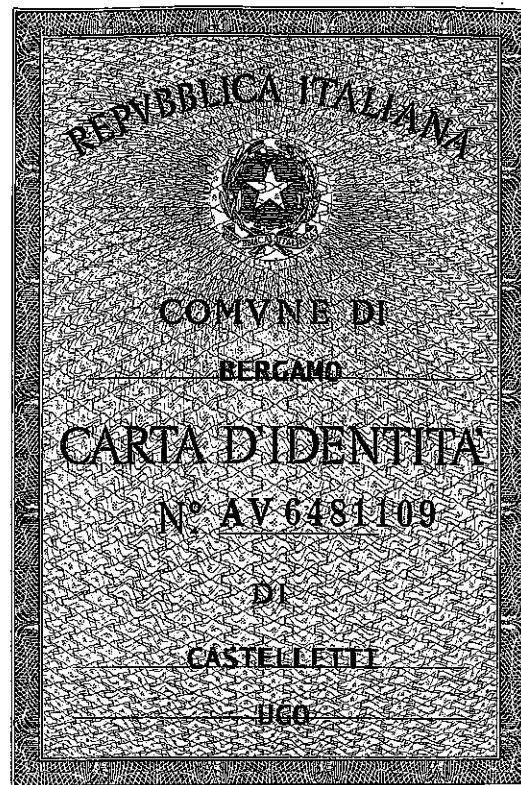 REPVBBLICA ITALIANA
COMVNE DI
BERGAMO
CARTA D'IDENTITA'
N.° AV 6481109
DI
CASTELLETTI
UGO